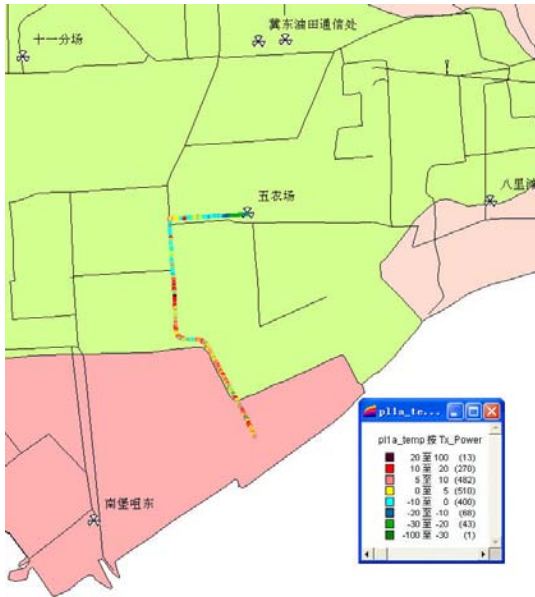 十一分场
冀东油田通信处
五农场
八里滩
南堡咀东
pl1a_te...
pl1a_temp 按 Tx_Power
20 至 100 (13)
10 至 20 (270)
5 至 10 (482)
0 至 5 (510)
-10 至 0 (400)
-20 至 -10 (68)
-30 至 -20 (43)
-100 至 -30 (1)